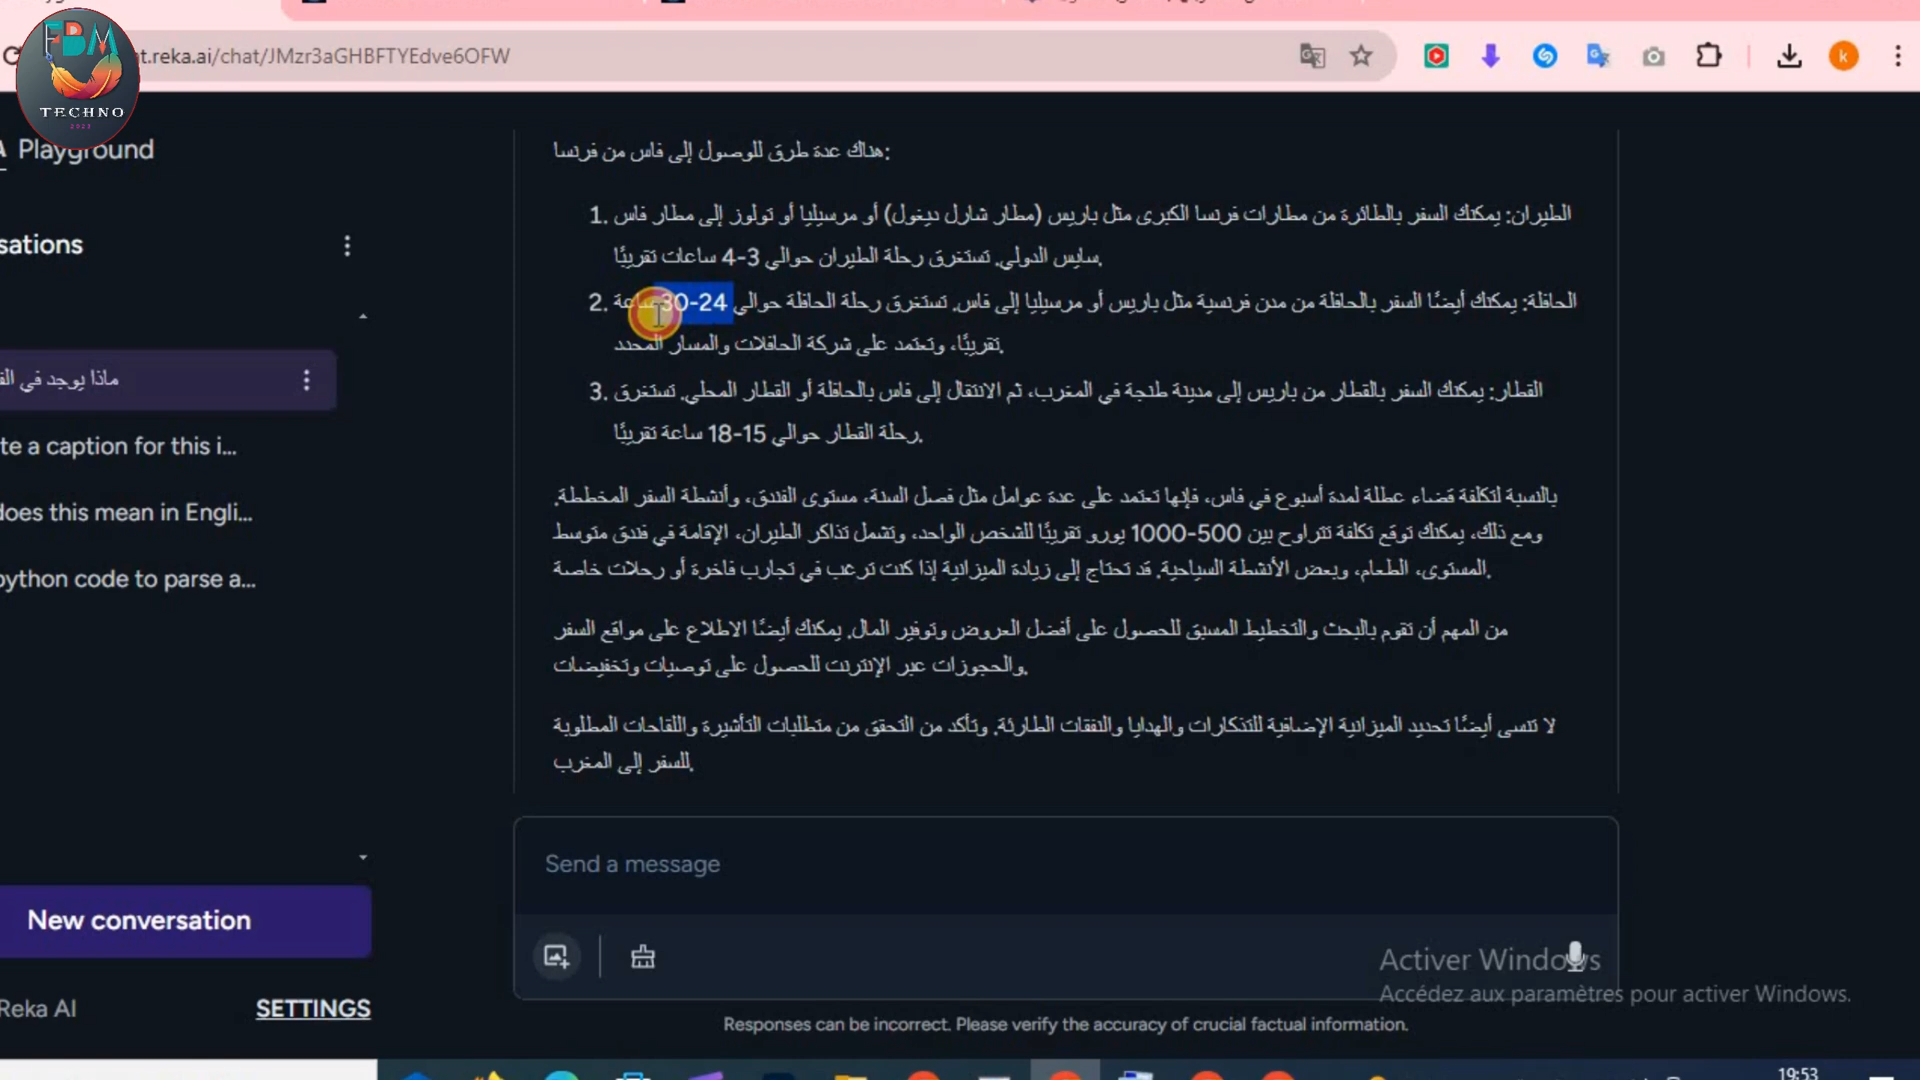 FBM
TECHNO
2023
t.reka.ai/chat/JMzr3aGHBFTYEdve6OFW
k
Playground
sations
ماذا يوجد في الق
te a caption for this i...
does this mean in Engli...
python code to parse a...
New conversation
Reka AI
SETTINGS
هناك عدة طرق للوصول إلى فاس من فرنسا:
1. الطيران: يمكنك السفر بالطائرة من مطارات فرنسا الكبرى مثل باريس (مطار شارل ديغول) أو مرسيليا أو تولوز إلى مطار فاس
سايس الدولي. تستغرق رحلة الطيران حوالي 3-4 ساعات تقريبًا.
2. الحافلة: يمكنك أيضًا السفر بالحافلة من مدن فرنسية مثل باريس أو مرسيليا إلى فاس. تستغرق رحلة الحافلة حوالي 24-30 ساعة
تقريبًا، وتعتمد على شركة الحافلات والمسار المحدد.
3. القطار: يمكنك السفر بالقطار من باريس إلى مدينة طنجة في المغرب، ثم الانتقال إلى فاس بالحافلة أو القطار المحلي. تستغرق
رحلة القطار حوالي 15-18 ساعة تقريبًا.
بالنسبة لتكلفة قضاء عطلة لمدة أسبوع في فاس، فإنها تعتمد على عدة عوامل مثل فصل السنة، مستوى الفندق، وأنشطة السفر المخططة.
ومع ذلك، يمكنك توقع تكلفة تتراوح بين 500-1000 يورو تقريبًا للشخص الواحد، وتشمل تذاكر الطيران، الإقامة في فندق متوسط
المستوى، الطعام، وبعض الأنشطة السياحية. قد تحتاج إلى زيادة الميزانية إذا كنت ترغب في تجارب فاخرة أو رحلات خاصة.
من المهم أن تقوم بالبحث والتخطيط المسبق للحصول على أفضل العروض وتوفير المال. يمكنك أيضًا الاطلاع على مواقع السفر
والحجوزات عبر الإنترنت للحصول على توصيات وتخفيضات.
لا تنسى أيضًا تحديد الميزانية الإضافية للتذكارات والهدايا والنفقات الطارئة. وتأكد من التحقق من متطلبات التأشيرة واللقاحات المطلوبة
للسفر إلى المغرب.
Send a message
Activer Windows
Accédez aux paramètres pour activer Windows.
Responses can be incorrect. Please verify the accuracy of crucial factual information.
19:53